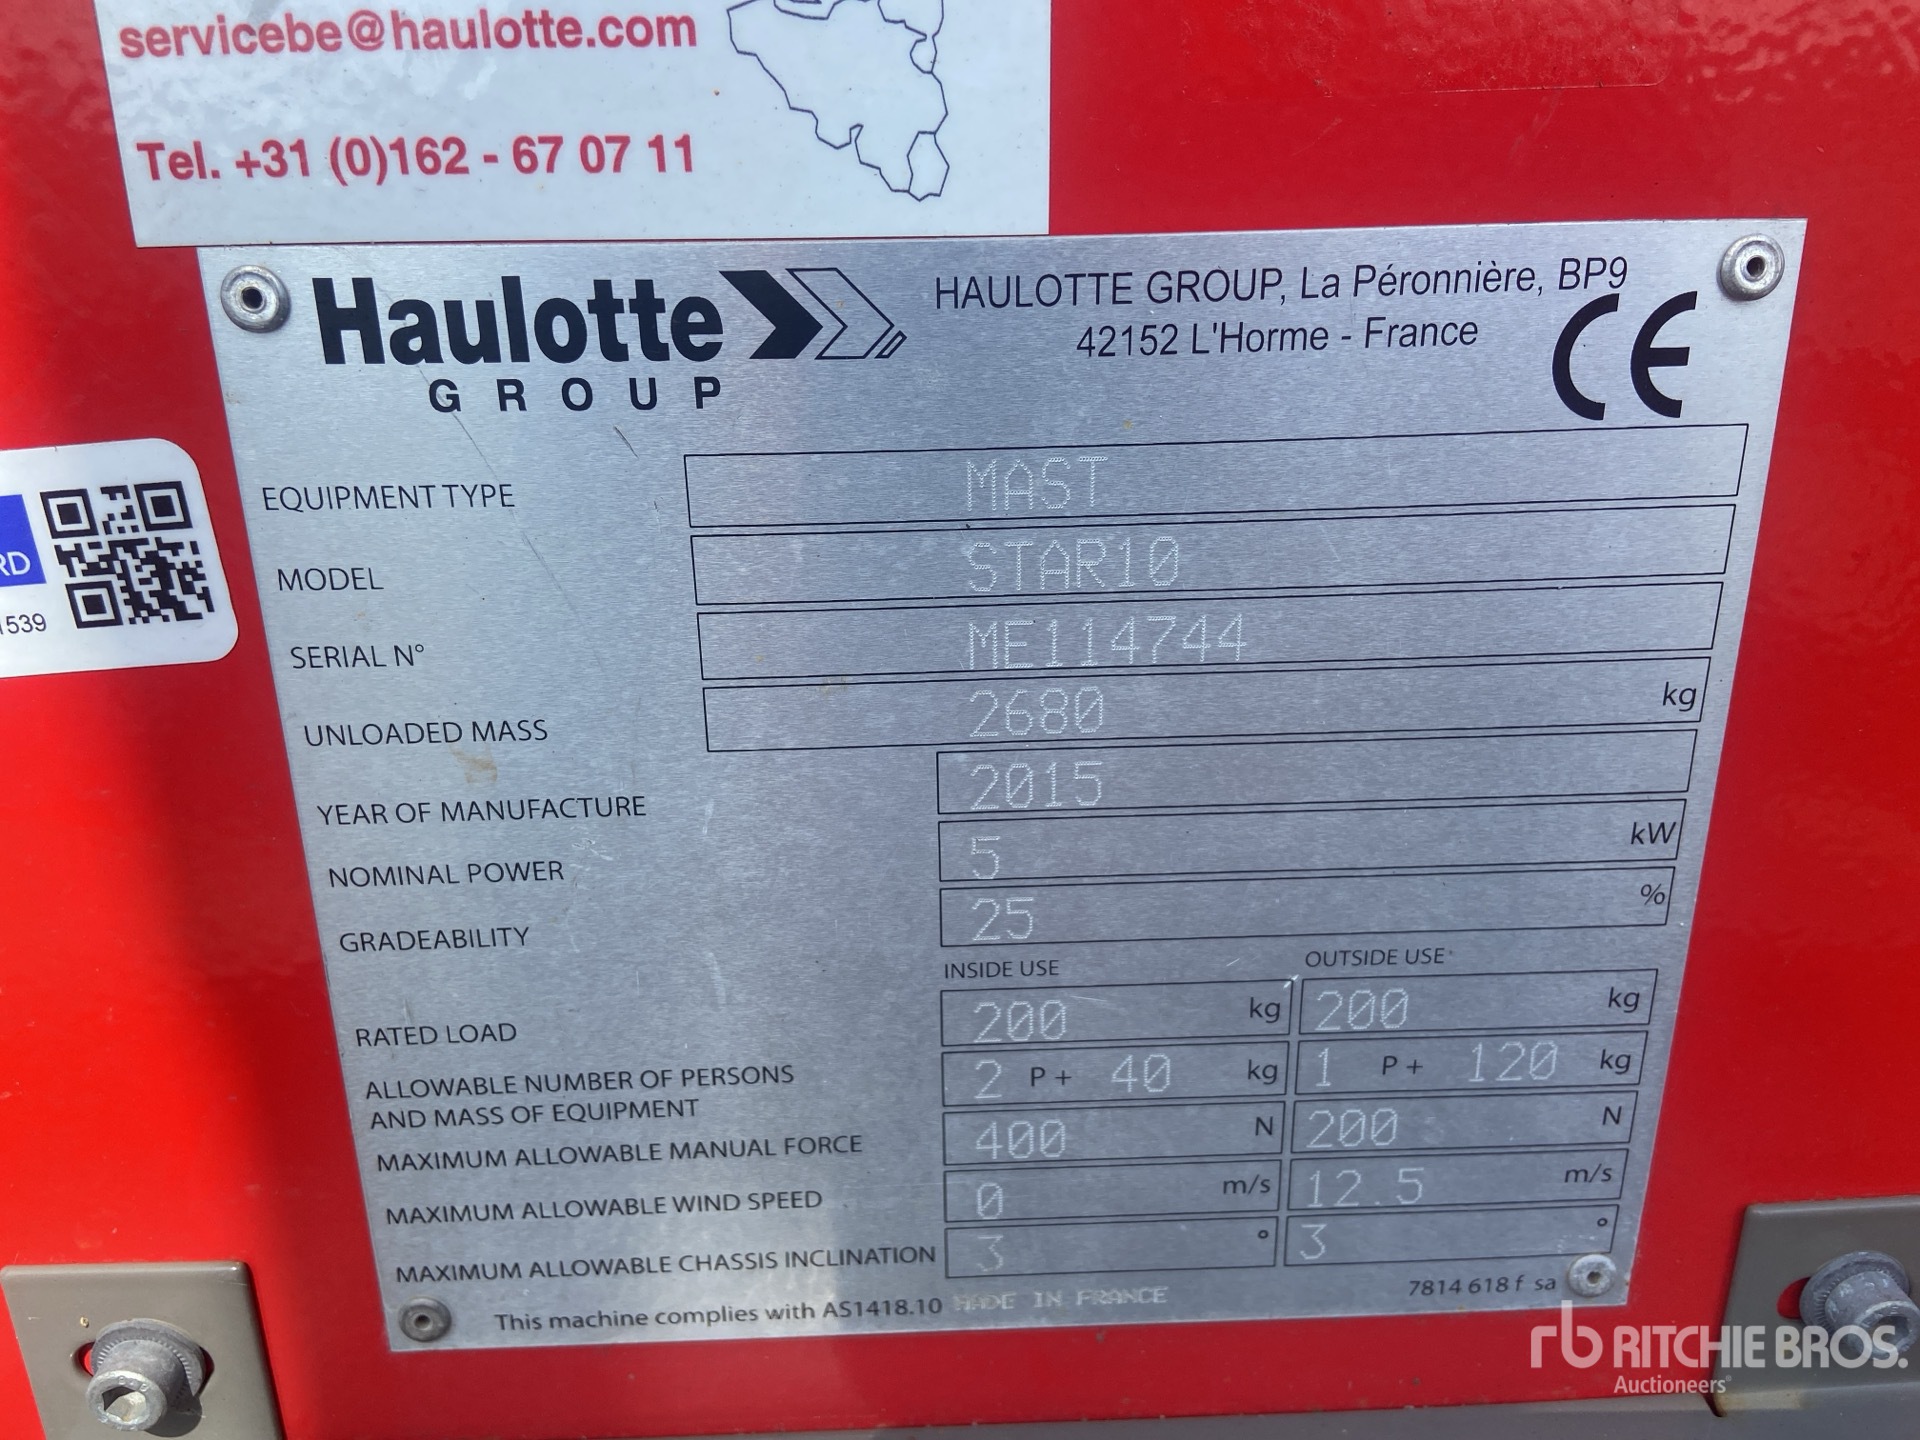 servicebe@haulotte.com
Tel. +31 (0)162 - 67 07 11
Haulotte
GROUP
HAULOTTE GROUP, La Péronnière, BP9
42152 L'Horme - France
CE
RD
1539
EQUIPMENT TYPE MAST
MODEL STAR10
SERIAL N° ME114744
UNLOADED MASS 2680 kg
YEAR OF MANUFACTURE 2015
NOMINAL POWER 5 kW
GRADEABILITY 25 %
INSIDE USE OUTSIDE USE
RATED LOAD 200 kg 200 kg
ALLOWABLE NUMBER OF PERSONS
AND MASS OF EQUIPMENT 2 P + 40 kg 1 P + 120 kg
MAXIMUM ALLOWABLE MANUAL FORCE 400 N 200 N
MAXIMUM ALLOWABLE WIND SPEED 0 m/s 12.5 m/s
MAXIMUM ALLOWABLE CHASSIS INCLINATION 3 ° 3 °
This machine complies with AS1418.10 MADE IN FRANCE
7814 618 f sa
rb RITCHIE BROS.
Auctioneers